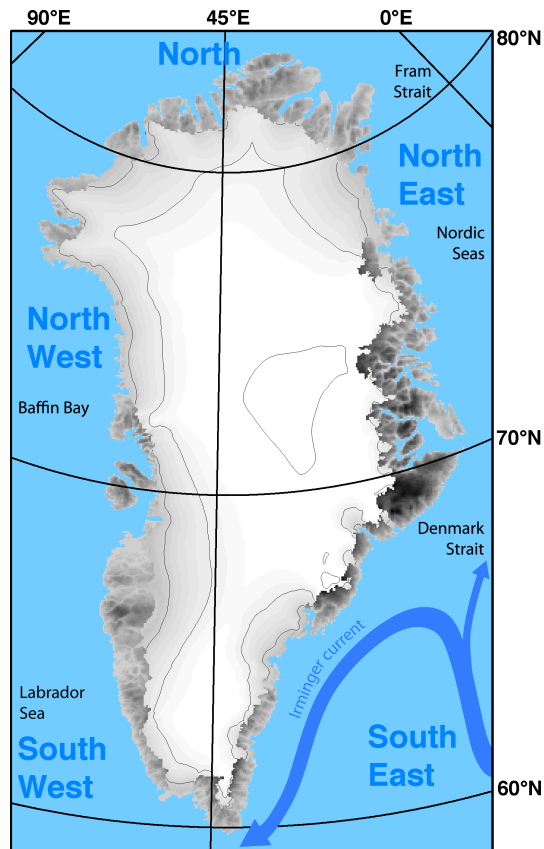 90°E 45°E 0°E
80°N
North
Fram
Strait
North
East
Nordic
Seas
North
West
Baffin Bay
70°N
Denmark
Strait
Irminger current
Labrador
Sea
South
West
South
East
60°N